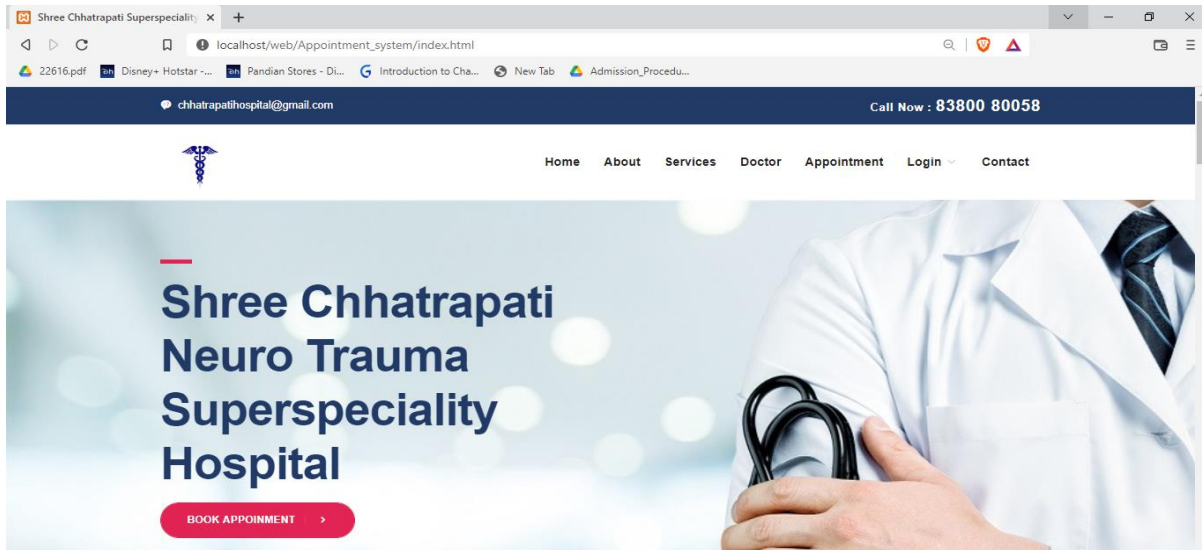 Shree Chhatrapati Superspeciality
localhost/web/Appointment_system/index.html
22616.pdf Disney+ Hotstar -... Pandian Stores - Di... Introduction to Cha... New Tab Admission_Procedu...
chhatrapatihospital@gmail.com Call Now : 83800 80058
Home About Services Doctor Appointment Login Contact
Shree Chhatrapati
Neuro Trauma
Superspeciality
Hospital
BOOK APPOINMENT